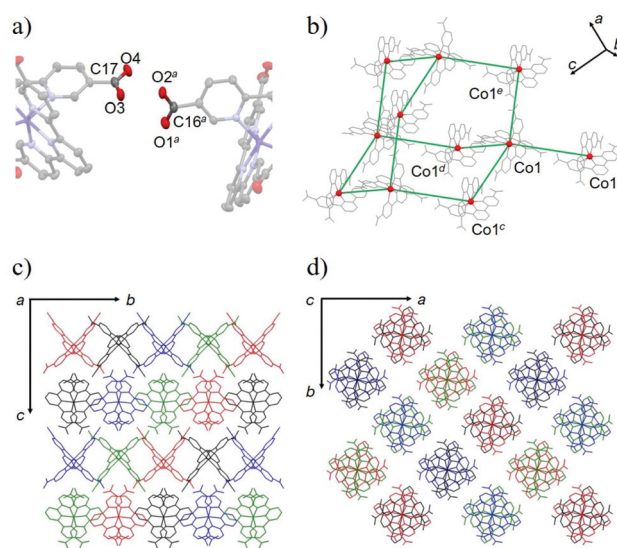 a)
C17
O4
O3
O2ᵃ
C16ᵃ
O1ᵃ
b)
a
b
c
Co1ᵉ
Co1ᵈ
Co1
Co1
Co1ᶜ
c)
a
b
c
d)
c
a
b